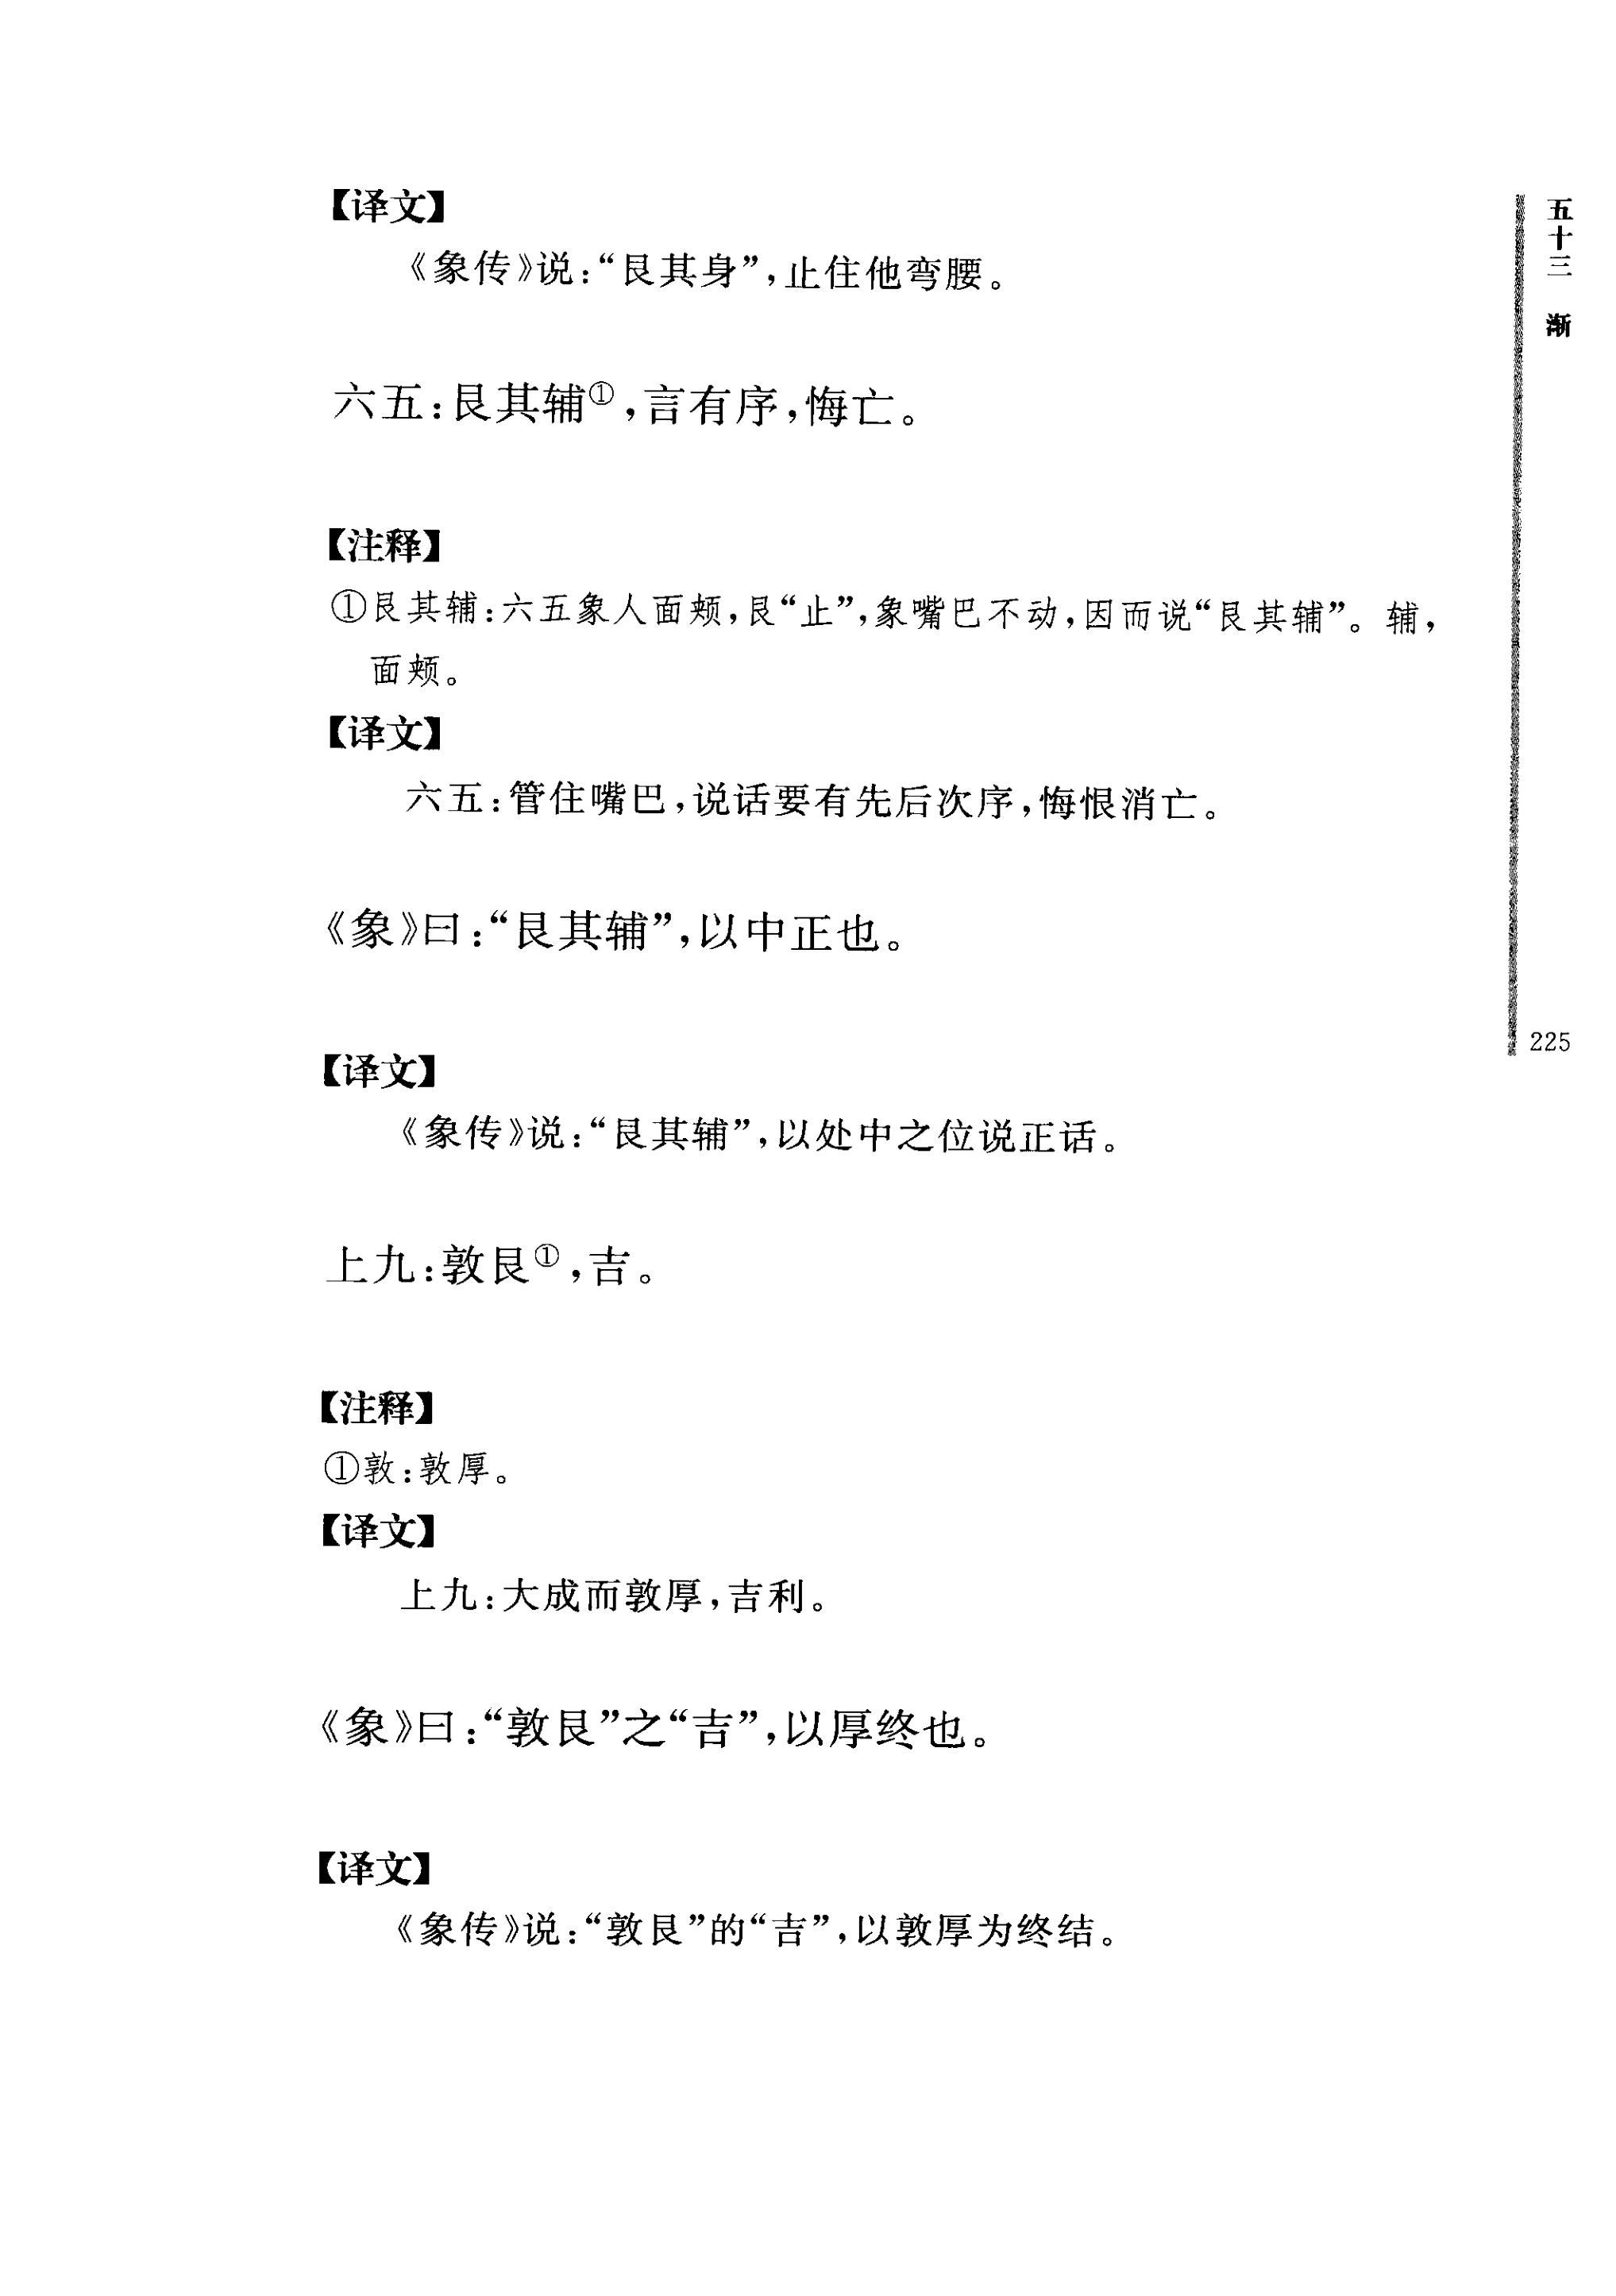 【译文】
《象传》说：“艮其身”，止住他弯腰。
六五：艮其辅①，言有序，悔亡。
【注释】
①艮其辅：六五象人面颊，艮“止”，象嘴巴不动，因而说“艮其辅”。辅，
面颊。
【译文】
六五：管住嘴巴，说话要有先后次序，悔恨消亡。
《象》曰：“艮其辅”，以中正也。
【译文】
《象传》说：“艮其辅”，以处中之位说正话。
上九：敦艮①，吉。
【注释】
①敦：敦厚。
【译文】
上九：大成而敦厚，吉利。
《象》曰：“敦艮”之“吉”，以厚终也。
【译文】
《象传》说：“敦艮”的“吉”，以敦厚为终结。
五十三 渐
225